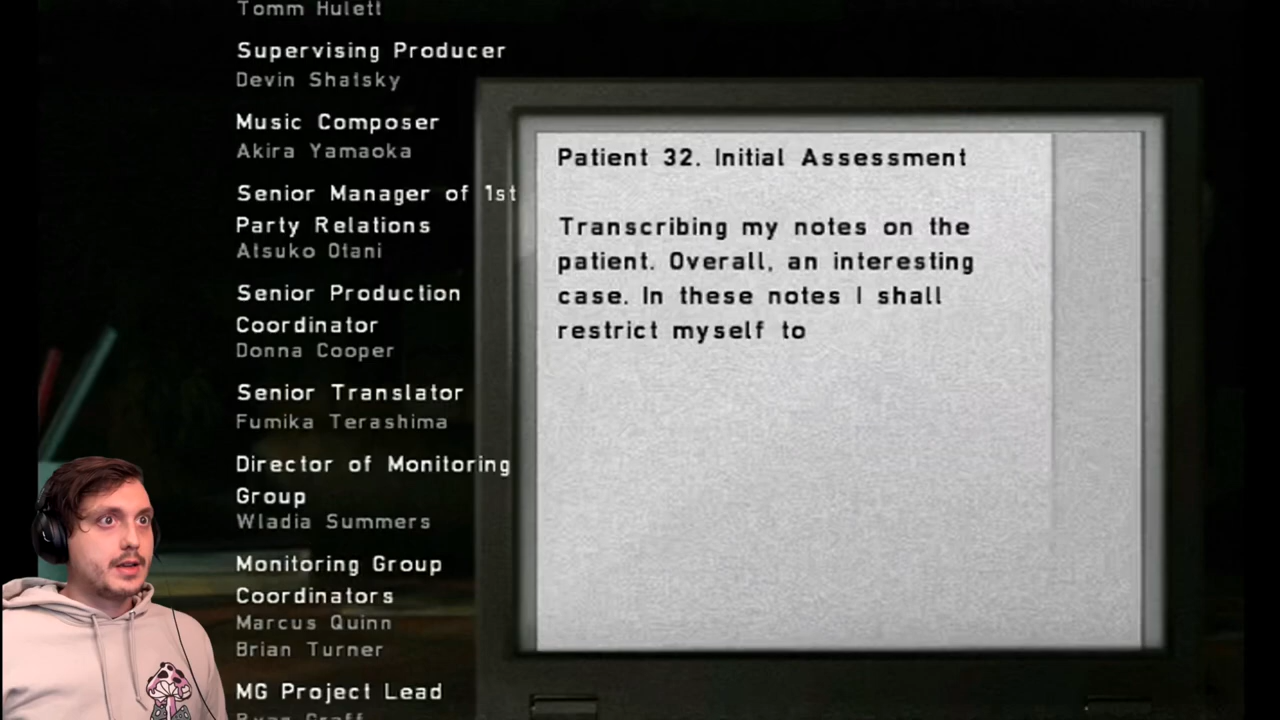 Tomm Hulett
Supervising Producer
Devin Shatsky
Music Composer
Akira Yamaoka
Senior Manager of 1st
Party Relations
Atsuko Otani
Senior Production
Coordinator
Donna Cooper
Senior Translator
Fumika Terashima
Director of Monitoring
Group
Wladia Summers
Monitoring Group
Coordinators
Marcus Quinn
Brian Turner
MG Project Lead
Patient 32. Initial Assessment
Transcribing my notes on the
patient. Overall, an interesting
case. In these notes I shall
restrict myself to